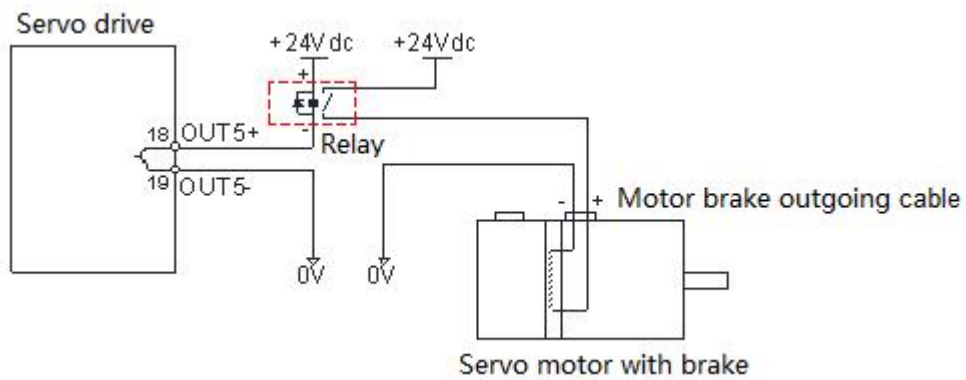 Servo drive
+24Vdc
+24Vdc
+
-
Relay
18 OUT5+
19 OUT5-
0V
0V
- +
Motor brake outgoing cable
Servo motor with brake